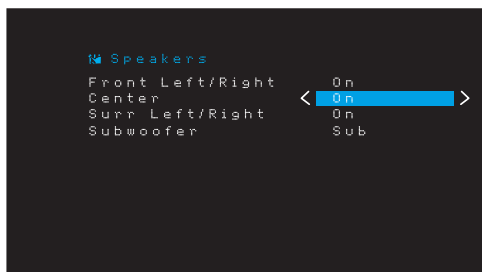 Speakers
Front Left/Right On
Center < On >
Surr Left/Right On
Subwoofer Sub